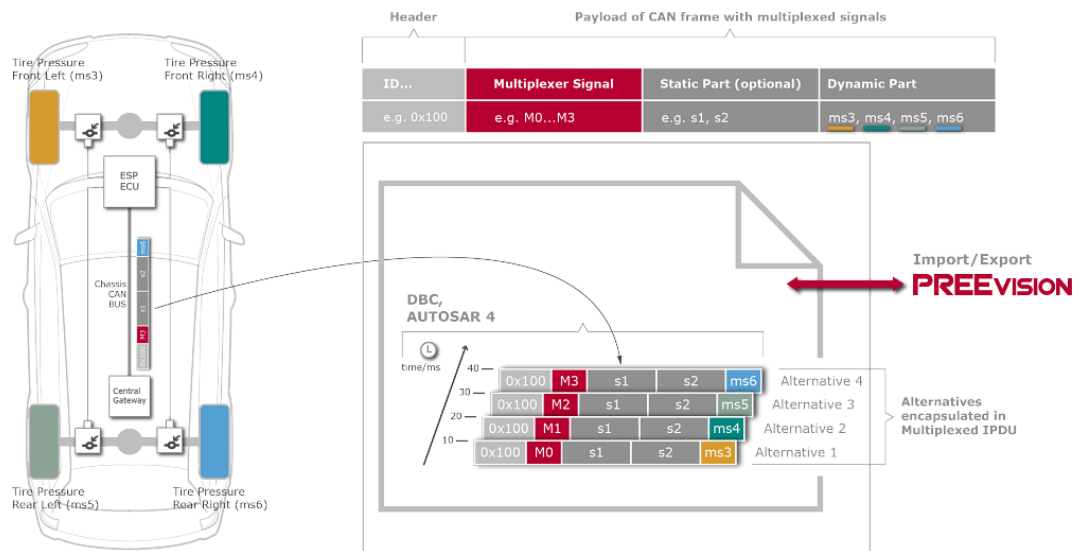 Header
Payload of CAN frame with multiplexed signals
Tire Pressure
Front Left (ms3)
Tire Pressure
Front Right (ms4)
ID...
Multiplexer Signal
Static Part (optional)
Dynamic Part
e.g. 0x100
e.g. M0...M3
e.g. s1, s2
ms3, ms4, ms5, ms6
ESP
ECU
Chassis
CAN
BUS
ms6
s2
s1
M3
0x100
Central
Gateway
Tire Pressure
Rear Left (ms5)
Tire Pressure
Rear Right (ms6)
Import/Export
PREEvision
DBC,
AUTOSAR 4
time/ms
40
30
20
10
0x100 M3 s1 s2 ms6 Alternative 4
0x100 M2 s1 s2 ms5 Alternative 3
0x100 M1 s1 s2 ms4 Alternative 2
0x100 M0 s1 s2 ms3 Alternative 1
Alternatives
encapsulated in
Multiplexed IPDU